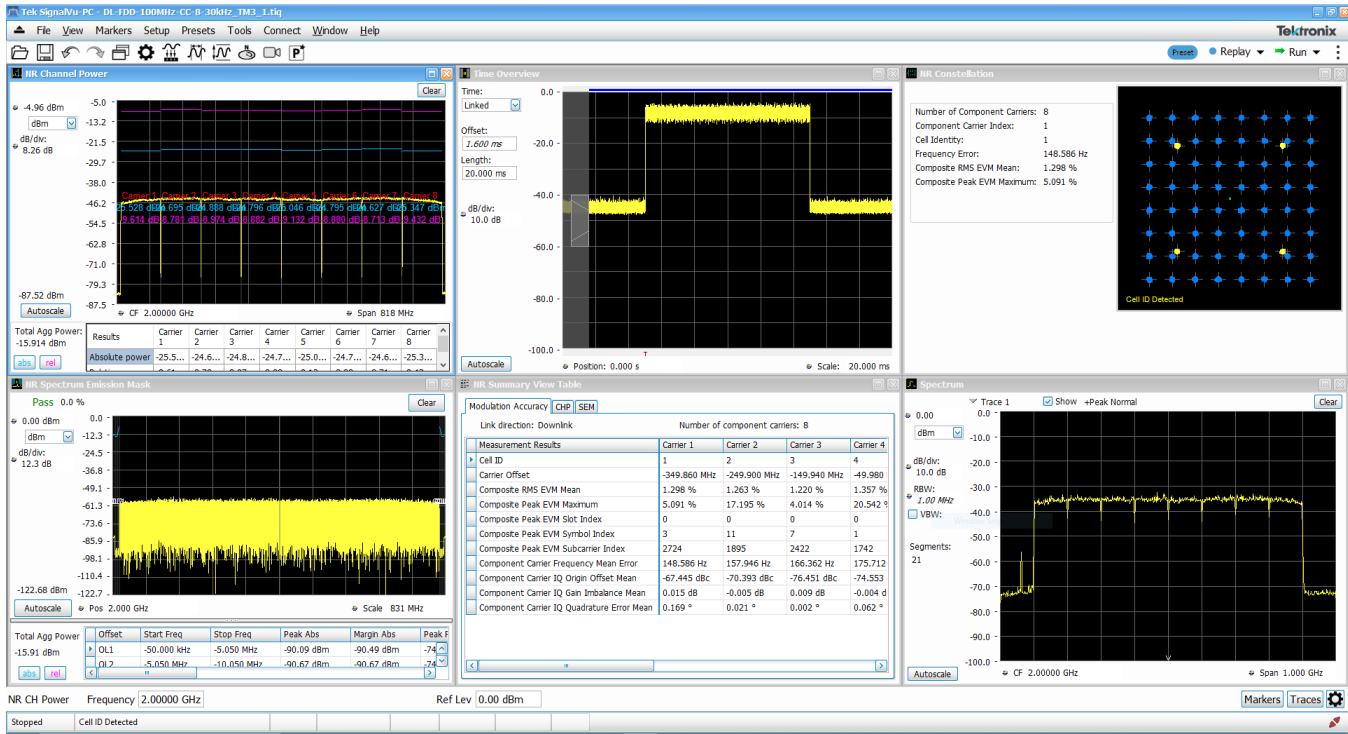 Tek SignalVu-PC - DL-FDD-100MHz-CC-8-30kHz_TM3_1.tiq
File View Markers Setup Presets Tools Connect Window Help
Tektronix
Preset Replay Run
NR Channel Power
Clear
-4.96 dBm
dBm
dB/div:
8.26 dB
-5.0
-13.2
-21.5
-29.7
-38.0
-46.2
-54.5
-62.8
-71.0
-79.3
-87.5
-87.52 dBm
Autoscale
CF 2.00000 GHz
Span 818 MHz
Total Agg Power:
-15.914 dBm
abs rel
Results Carrier 1 Carrier 2 Carrier 3 Carrier 4 Carrier 5 Carrier 6 Carrier 7 Carrier 8
Absolute power -25.5... -24.6... -24.8... -24.7... -25.0... -24.7... -24.6... -25.3...
Time Overview
Time:
Linked
Offset:
1.600 ms
Length:
20.000 ms
dB/div:
10.0 dB
0.0
-20.0
-40.0
-60.0
-80.0
-100.0
T
Autoscale
Position: 0.000 s
Scale: 20.000 ms
NR Constellation
Number of Component Carriers: 8
Component Carrier Index: 1
Cell Identity: 1
Frequency Error: 148.586 Hz
Composite RMS EVM Mean: 1.298 %
Composite Peak EVM Maximum: 5.091 %
Cell ID Detected
NR Spectrum Emission Mask
Pass 0.0 %
Clear
0.00 dBm
dBm
dB/div:
12.3 dB
0.0
-12.3
-24.5
-36.8
-49.1
-61.3
-73.6
-85.9
-98.1
-110.4
-122.7
-122.68 dBm
Autoscale
Pos 2.000 GHz
Scale 831 MHz
Total Agg Power
-15.91 dBm
abs rel
Offset Start Freq Stop Freq Peak Abs Margin Abs Peak
OL1 -50.000 kHz -5.050 MHz -90.09 dBm -90.49 dBm -74
OL2 -5.050 MHz -10.050 MHz -90.67 dBm -90.67 dBm -74
NR Summary View Table
Modulation Accuracy CHP SEM
Link direction: Downlink Number of component carriers: 8
Measurement Results Carrier 1 Carrier 2 Carrier 3 Carrier 4
Cell ID 1 2 3 4
Carrier Offset -349.860 MHz -249.900 MHz -149.940 MHz -49.980
Composite RMS EVM Mean 1.298 % 1.263 % 1.220 % 1.357 %
Composite Peak EVM Maximum 5.091 % 17.195 % 4.014 % 20.542 %
Composite Peak EVM Slot Index 0 0 0 0
Composite Peak EVM Symbol Index 3 11 7 1
Composite Peak EVM Subcarrier Index 2724 1895 2422 1742
Component Carrier Frequency Mean Error 148.586 Hz 157.946 Hz 166.362 Hz 175.712
Component Carrier IQ Origin Offset Mean -67.445 dBc -70.393 dBc -76.451 dBc -74.553
Component Carrier IQ Gain Imbalance Mean 0.015 dB -0.005 dB 0.009 dB -0.004 d
Component Carrier IQ Quadrature Error Mean 0.169 ° 0.021 ° 0.002 ° 0.062 °
Spectrum
Trace 1 Show +Peak Normal
Clear
0.00
dBm
dB/div:
10.0 dB
RBW:
1.00 MHz
VBW:
Segments:
21
0.0
-10.0
-20.0
-30.0
-40.0
-50.0
-60.0
-70.0
-80.0
-90.0
-100.0
Autoscale
CF 2.00000 GHz
Span 1.000 GHz
NR CH Power Frequency 2.00000 GHz Ref Lev 0.00 dBm Markers Traces
Stopped Cell ID Detected